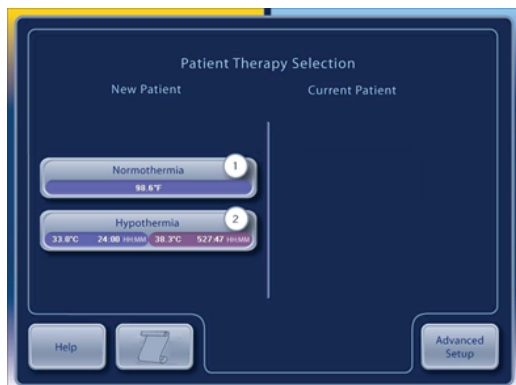 Patient Therapy Selection
New Patient
Current Patient
Normothermia
1
98.6°F
Hypothermia
2
33.0°C 24:00 HH:MM 38.3°C 527:47 HH:MM
Help
Advanced
Setup